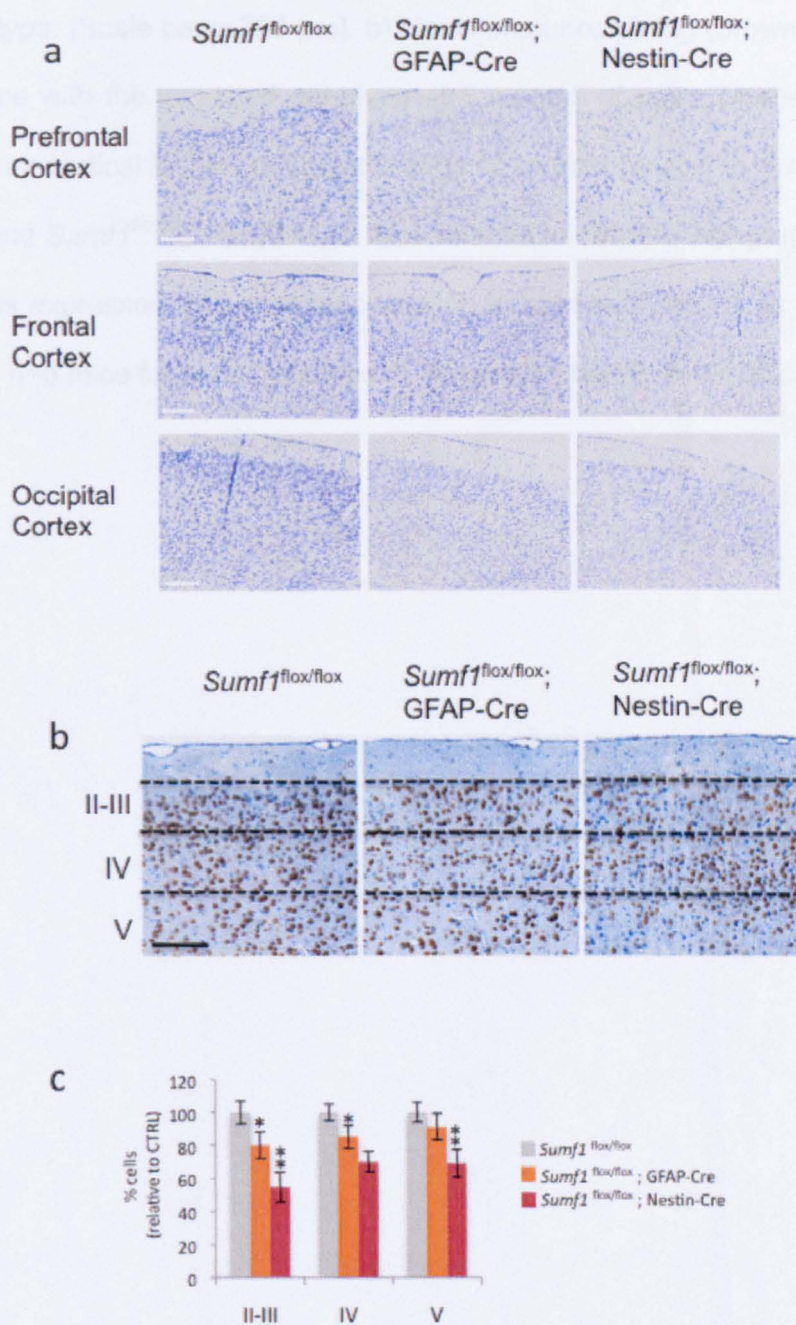 a
Sumf1flox/flox
Sumf1flox/flox;
GFAP-Cre
Sumf1flox/flox;
Nestin-Cre
Prefrontal
Cortex
Frontal
Cortex
Occipital
Cortex
b
Sumf1flox/flox
Sumf1flox/flox;
GFAP-Cre
Sumf1flox/flox;
Nestin-Cre
II-III
IV
V
c
% cells
(relative to CTRL)
120
100
80
60
40
20
0
*
**
*
**
II-III
IV
V
Sumf1 flox/flox
Sumf1 flox/flox ; GFAP-Cre
Sumf1 flox/flox ; Nestin-Cre